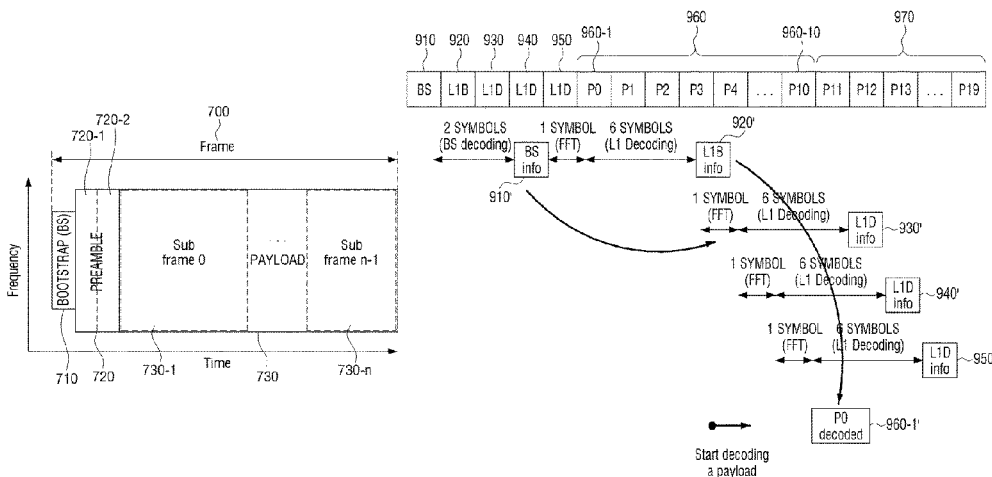 910 920 930 940 950 960-1 960 960-10 970
BS L1B L1D L1D L1D P0 P1 P2 P3 P4 ... P10 P11 P12 P13 ... P19
700
Frame
720-1
720-2
Frequency
BOOTSTRAP (BS)
PREAMBLE
Sub
frame 0
...
PAYLOAD
Sub
frame n-1
Time
710
720
730-1
730
730-n
2 SYMBOLS
(BS decoding)
BS
info
910'
1 SYMBOL
(FFT)
6 SYMBOLS
(L1 Decoding)
L1B
info
920'
1 SYMBOL
(FFT)
6 SYMBOLS
(L1 Decoding)
L1D
info
930'
1 SYMBOL
(FFT)
6 SYMBOLS
(L1 Decoding)
L1D
info
940'
1 SYMBOL
(FFT)
6 SYMBOLS
(L1 Decoding)
L1D
info
950
P0
decoded
960-1'
Start decoding
a payload